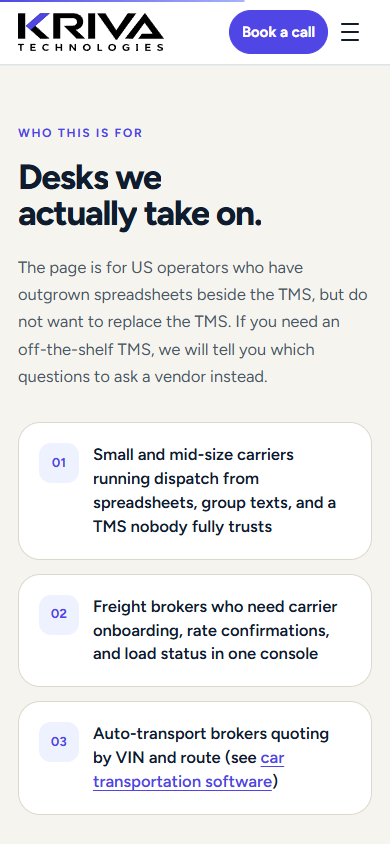 KRIVA
TECHNOLOGIES
Book a call
WHO THIS IS FOR
Desks we
actually take on.
The page is for US operators who have
outgrown spreadsheets beside the TMS, but do
not want to replace the TMS. If you need an
off-the-shelf TMS, we will tell you which
questions to ask a vendor instead.
01
Small and mid-size carriers
running dispatch from
spreadsheets, group texts, and a
TMS nobody fully trusts
02
Freight brokers who need carrier
onboarding, rate confirmations,
and load status in one console
03
Auto-transport brokers quoting
by VIN and route (see car
transportation software)